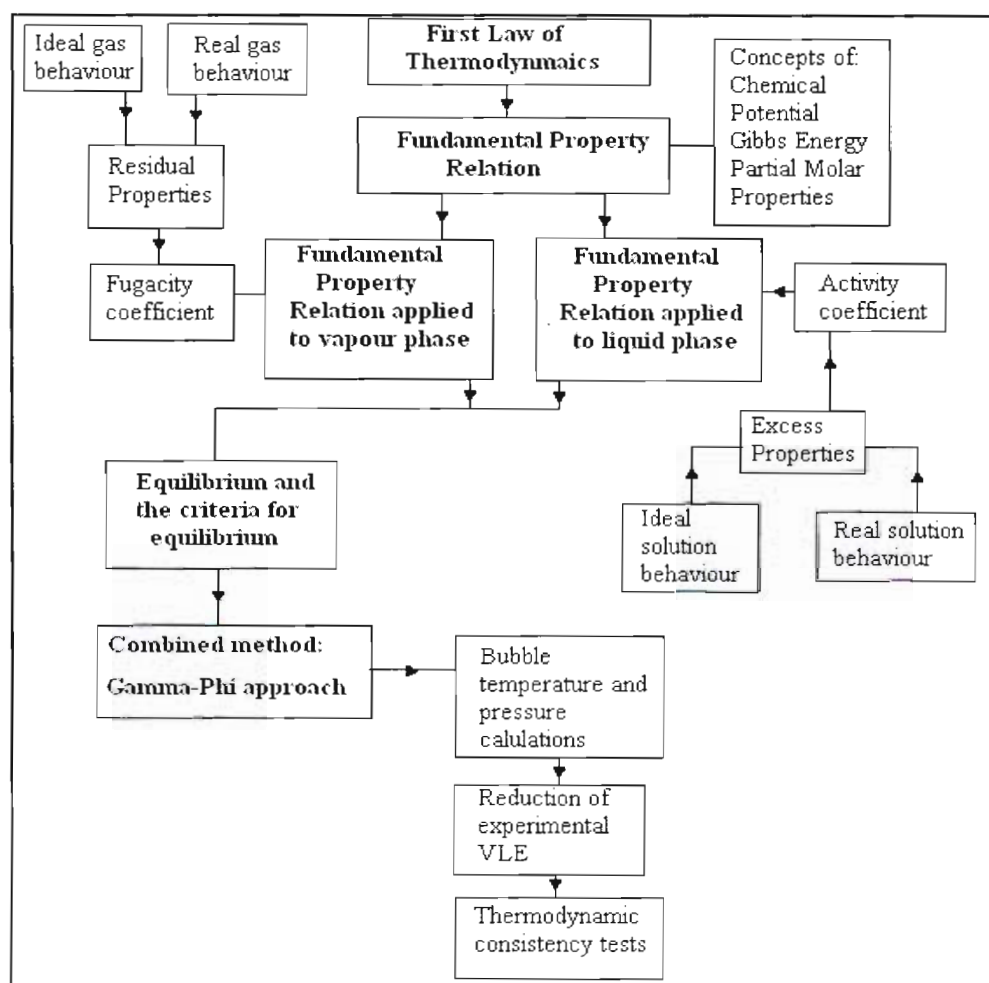 Ideal gas
behaviour
Real gas
behaviour
First Law of
Thermodynmaics
Concepts of:
Chemical
Potential
Gibbs Energy
Partial Molar
Properties
Fundamental Property
Relation
Residual
Properties
Fugacity
coefficient
Fundamental
Property
Relation applied
to vapour phase
Fundamental
Property
Relation applied
to liquid phase
Activity
coefficient
Excess
Properties
Ideal
solution
behaviour
Real solution
behaviour
Equilibrium and
the criteria for
equilibrium
Combined method:
Gamma-Phi approach
Bubble
temperature and
pressure
calulations
Reduction of
experimental
VLE
Thermodynamic
consistency tests